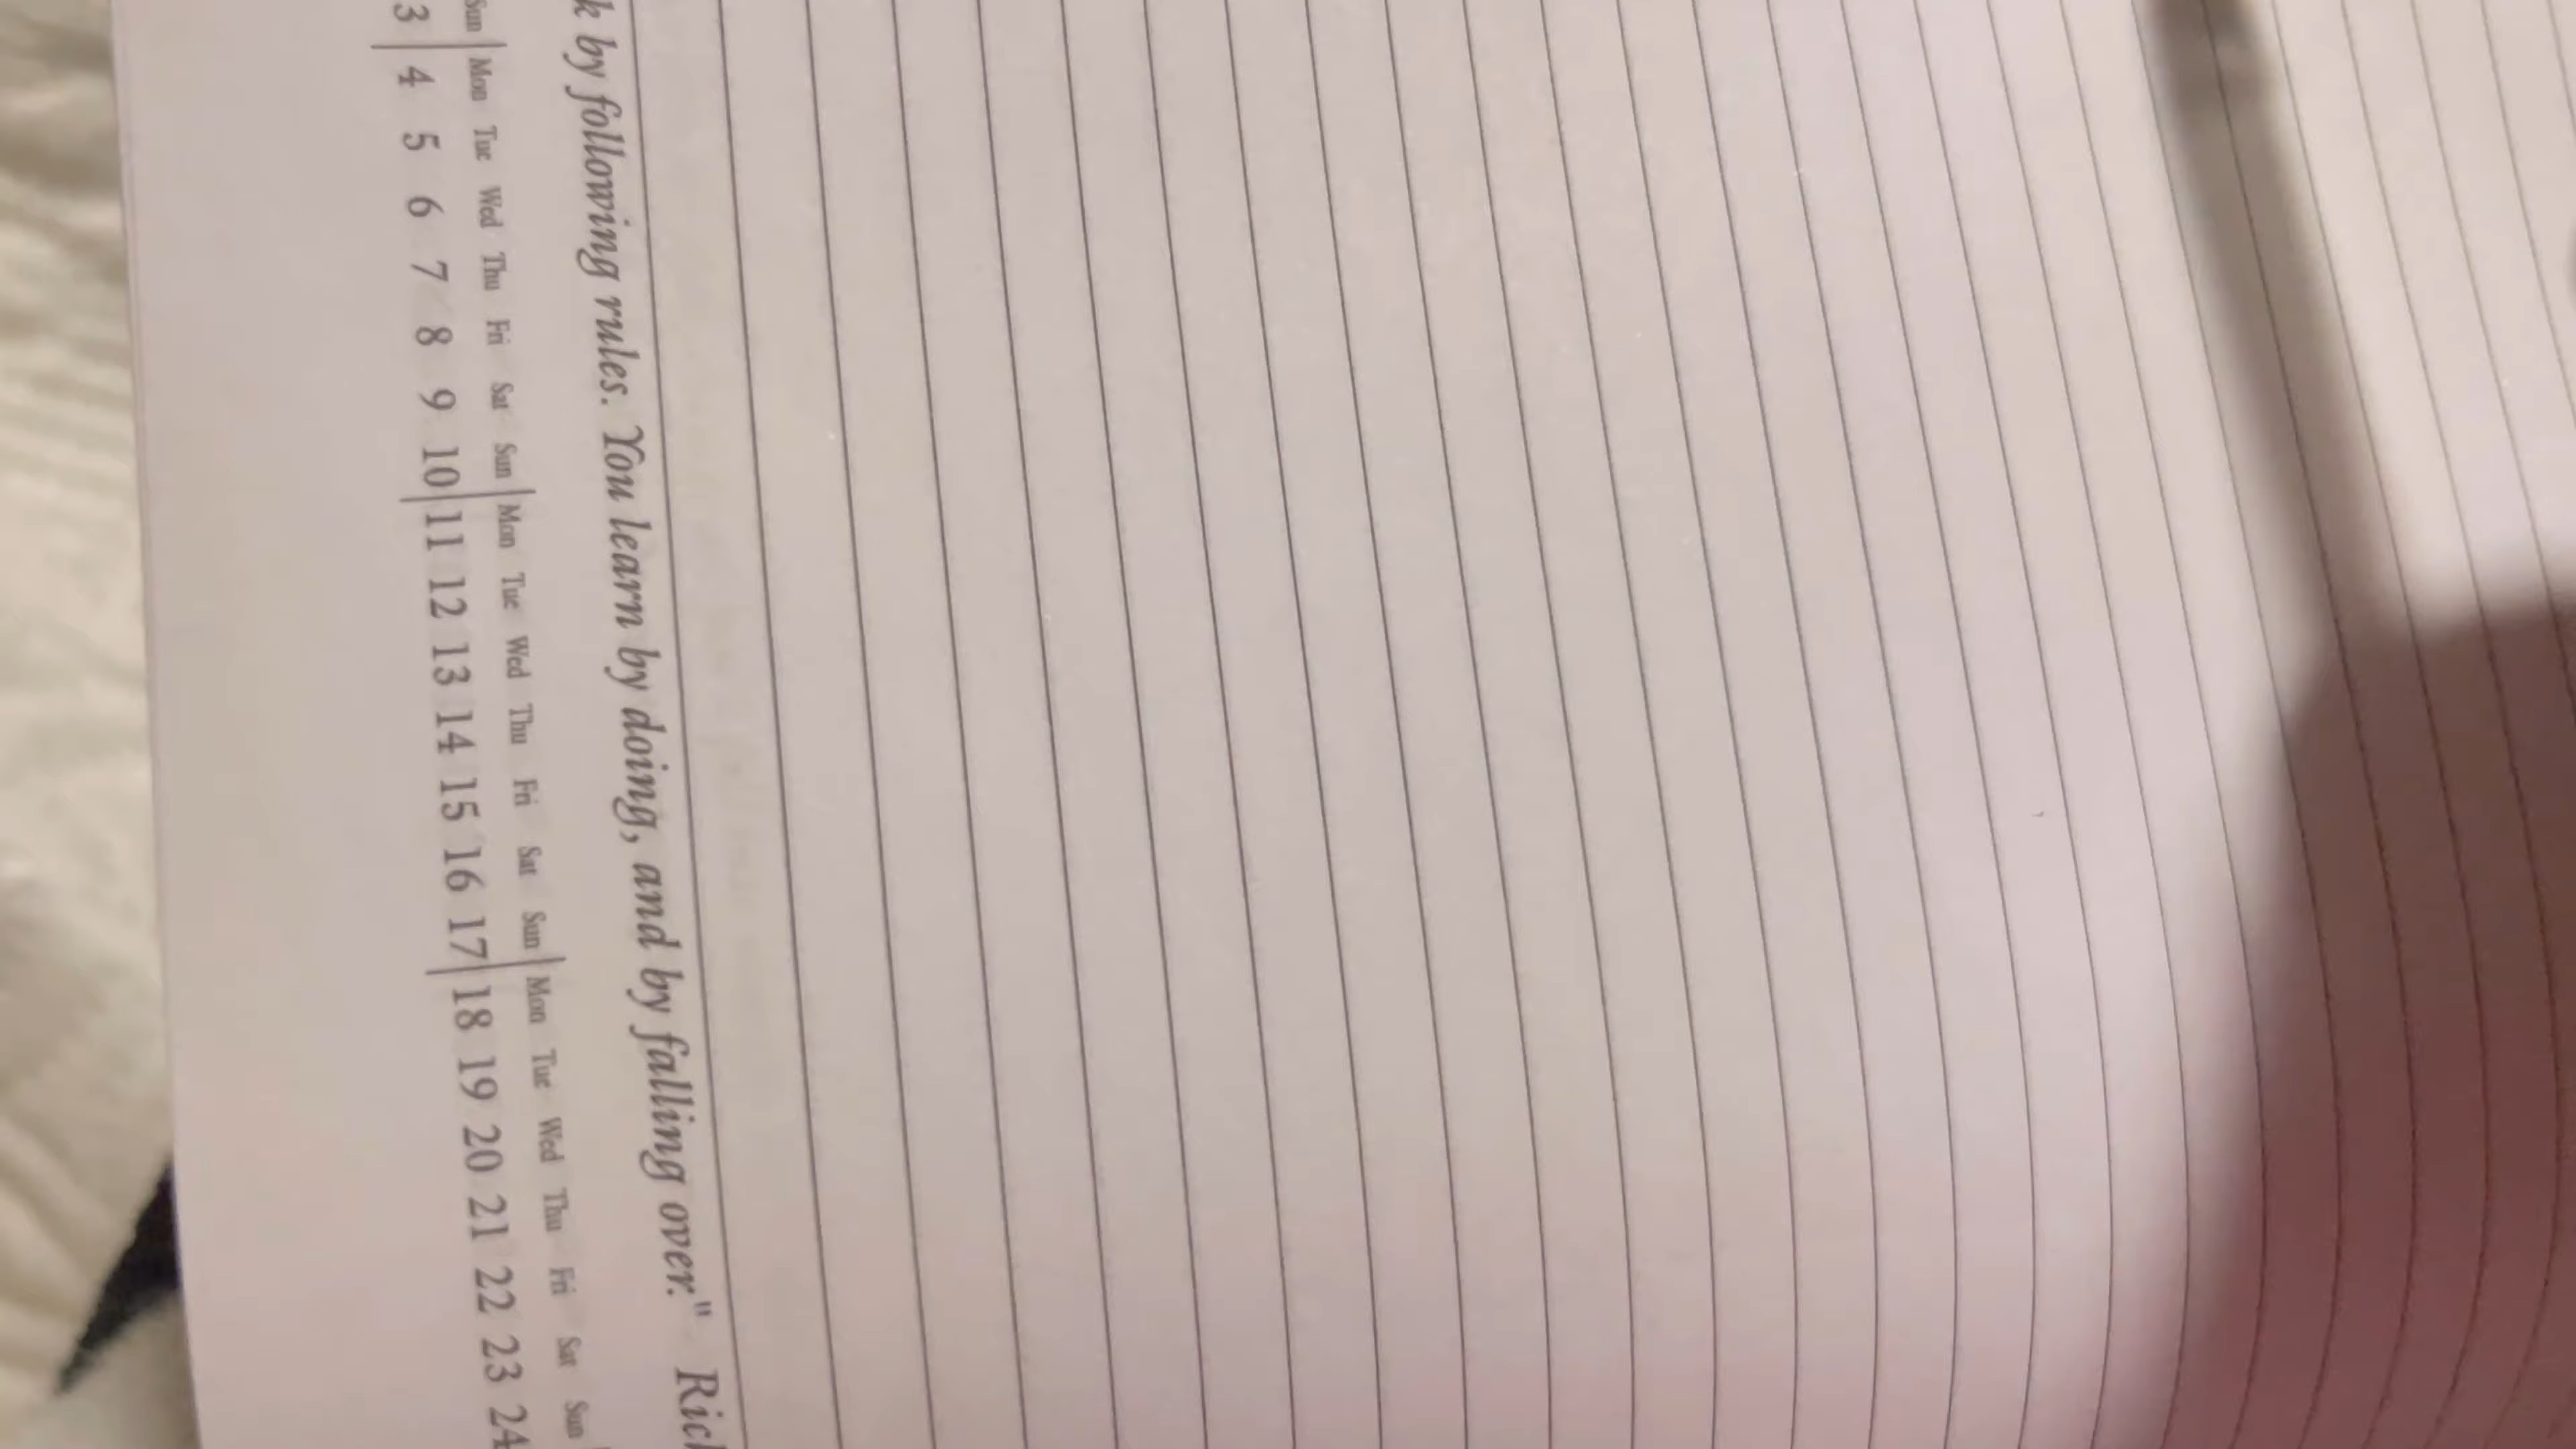 k by following rules. You learn by doing, and by falling over." Rich
Sun Mon Tue Wed Thu Fri Sat Sun Mon Tue Wed Thu Fri Sat Sun Mon Tue Wed Thu Fri Sat Sun
3 4 5 6 7 8 9 10 11 12 13 14 15 16 17 18 19 20 21 22 23 24